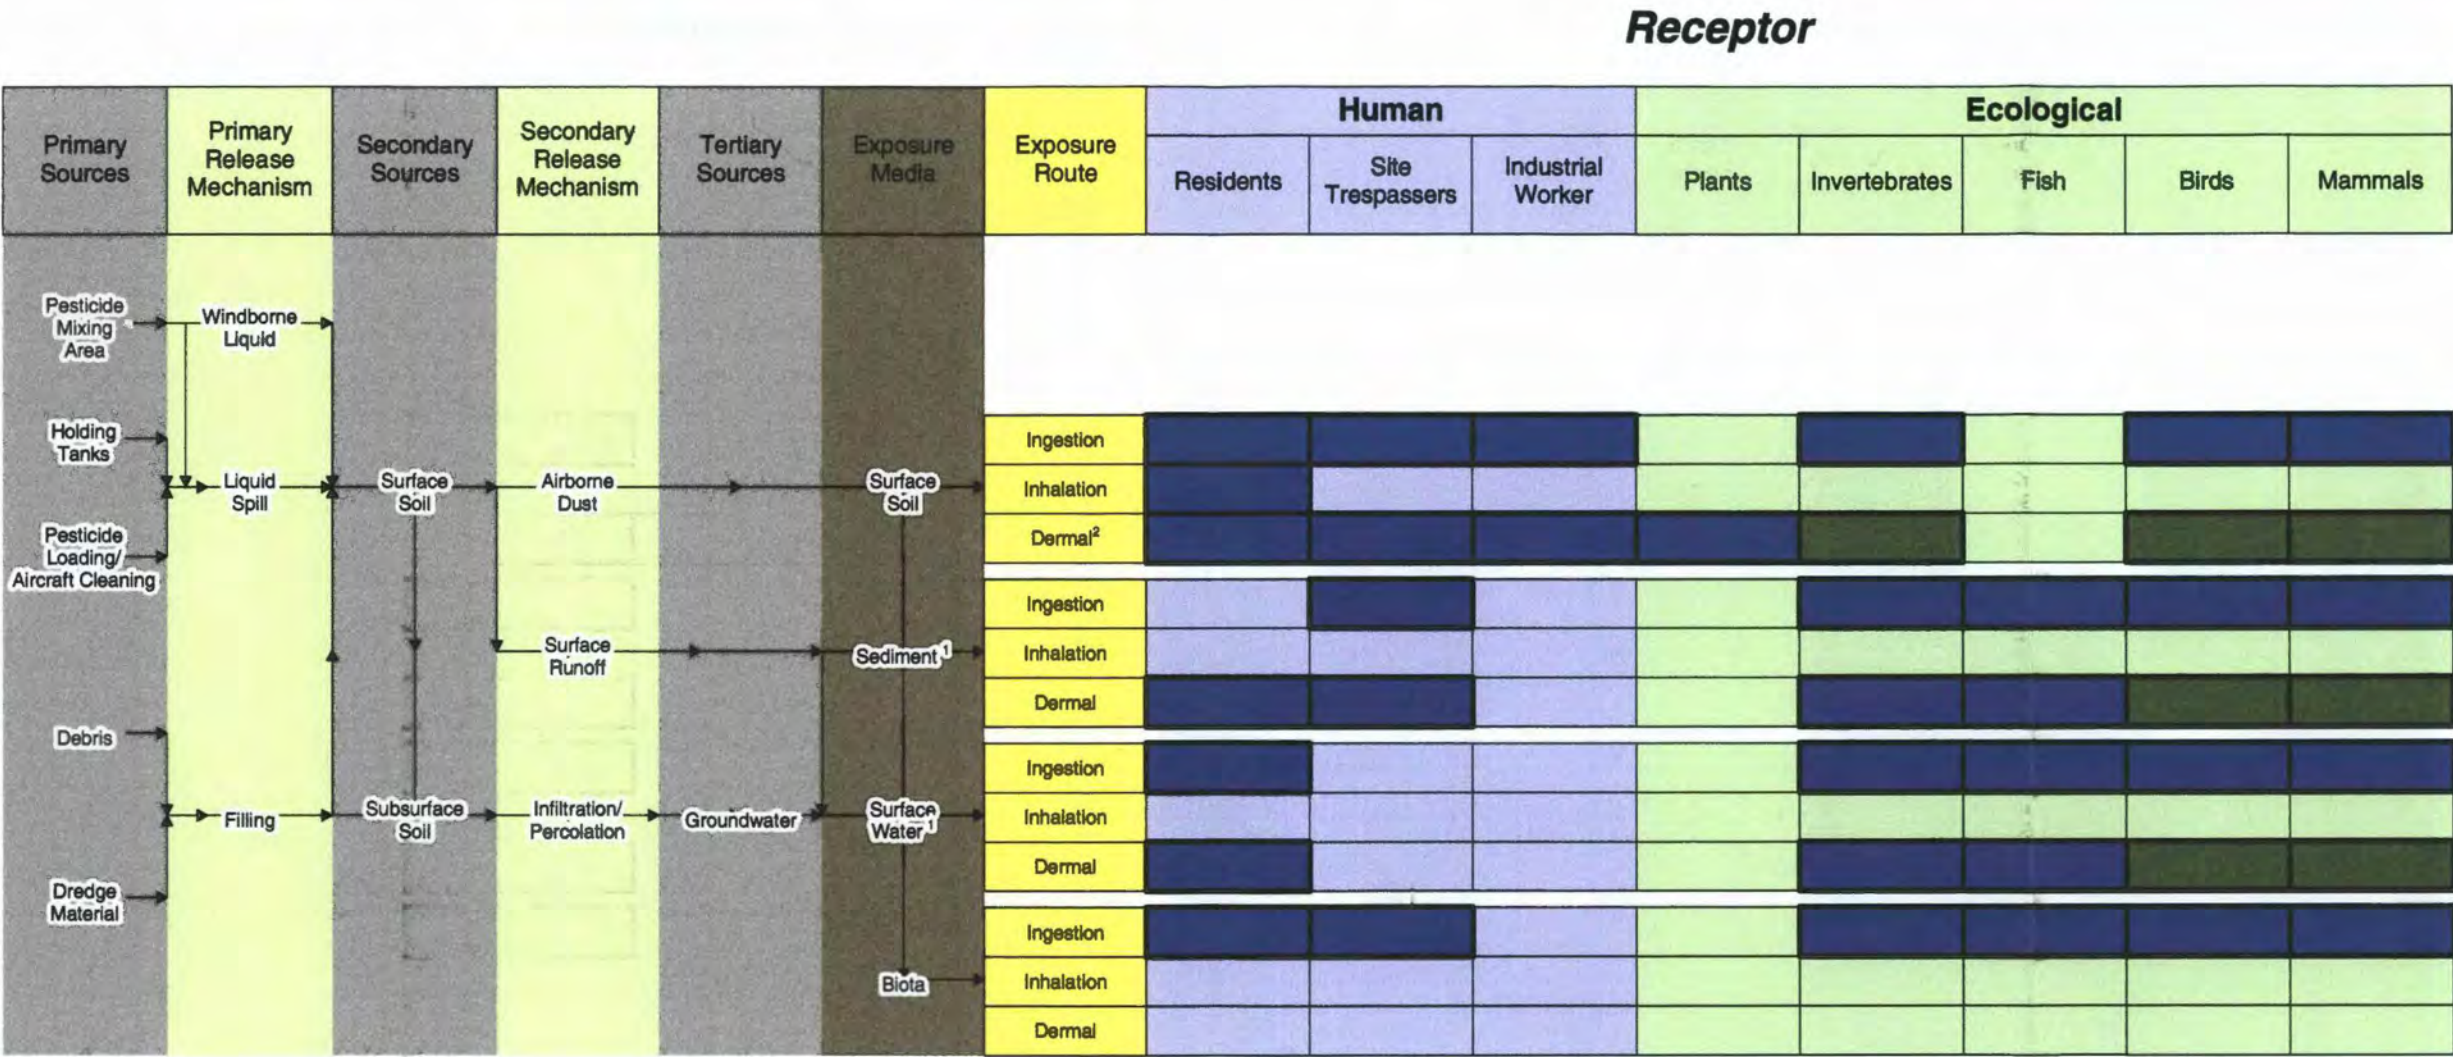 Receptor
Human
Ecological
Primary
Sources
Primary
Release
Mechanism
Secondary
Sources
Secondary
Release
Mechanism
Tertiary
Sources
Exposure
Media
Exposure
Route
Residents
Site
Trespassers
Industrial
Worker
Plants
Invertebrates
Fish
Birds
Mammals
Pesticide
Mixing
Area
Windborne
Liquid
Holding
Tanks
Liquid
Spill
Surface
Soil
Airborne
Dust
Surface
Soil
Ingestion
Inhalation
Dermal²
Pesticide
Loading/
Aircraft Cleaning
Surface
Runoff
Sediment¹
Ingestion
Inhalation
Dermal
Debris
Filling
Subsurface
Soil
Infiltration/
Percolation
Groundwater
Surface
Water¹
Ingestion
Inhalation
Dermal
Dredge
Material
Biota
Ingestion
Inhalation
Dermal